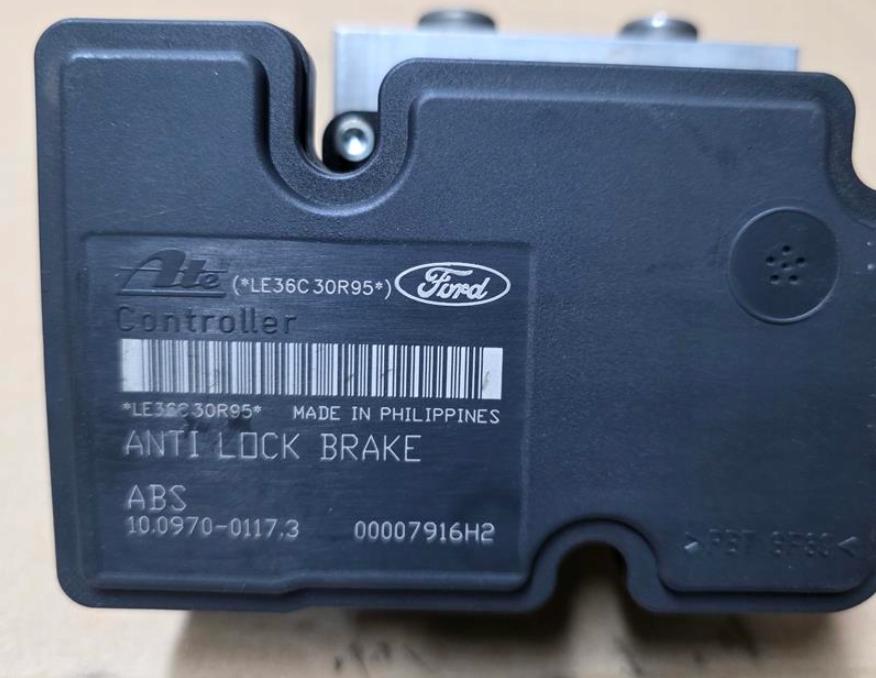 Ate (*LE36C30R95*) Ford
Controller
*LE36C30R95* MADE IN PHILIPPINES
ANTI LOCK BRAKE
ABS
10.0970-0117.3 00007916H2